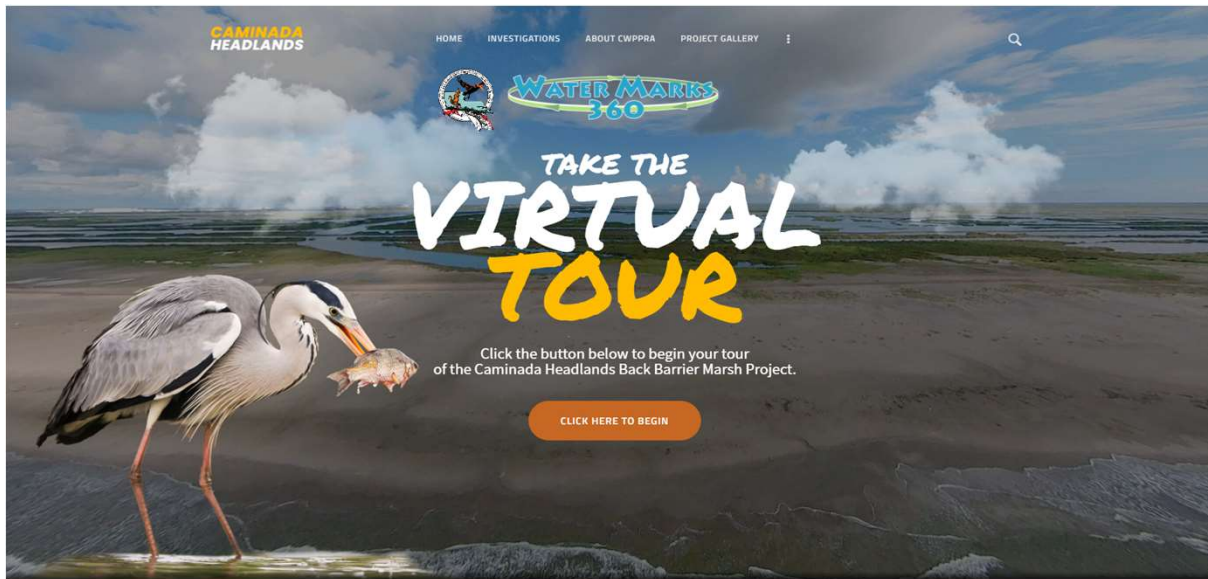 CAMINADA
HEADLANDS
HOME INVESTIGATIONS ABOUT CWPPRA PROJECT GALLERY
WATER MARKS
360
TAKE THE
VIRTUAL
TOUR
Click the button below to begin your tour
of the Caminada Headlands Back Barrier Marsh Project.
CLICK HERE TO BEGIN